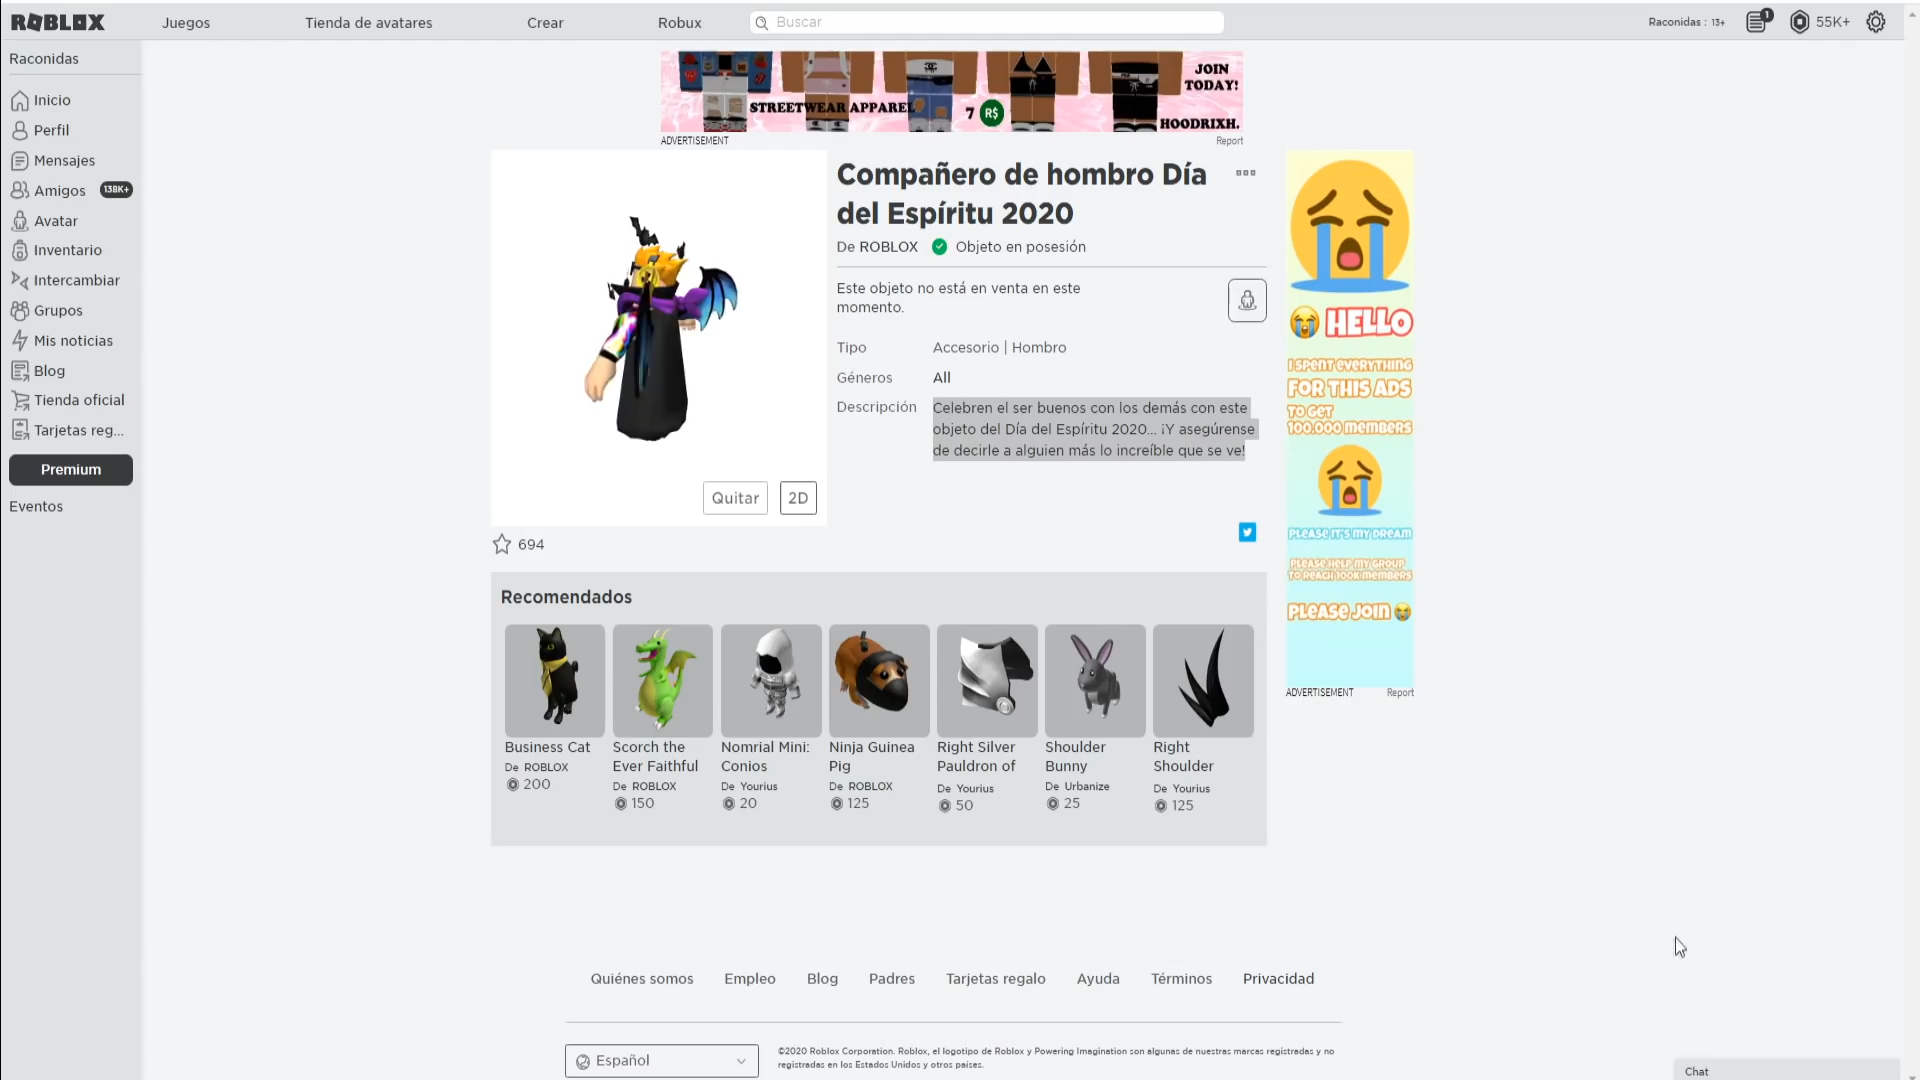 ROBLOX
Juegos
Tienda de avatares
Crear
Robux
Buscar
Raconidas : 13+
1
55K+
Raconidas
Inicio
Perfil
Mensajes
Amigos 138K+
Avatar
Inventario
Intercambiar
Grupos
Mis noticias
Blog
Tienda oficial
Tarjetas reg...
Premium
Eventos
STREETWEAR APPAREL
7 R$
JOIN
TODAY!
HOODRIXH.
ADVERTISEMENT
Report
Compañero de hombro Día
del Espíritu 2020
De ROBLOX Objeto en posesión
Este objeto no está en venta en este
momento.
Tipo Accesorio | Hombro
Géneros All
Descripción Celebren el ser buenos con los demás con este
objeto del Día del Espíritu 2020... ¡Y asegúrense
de decirle a alguien más lo increíble que se ve!
Quitar
2D
694
HELLO
I SPENT EVERYTHING
FOR THIS ADS
TO GET
100.000 MEMBERS
PLEASE IT'S MY DREAM
PLEASE HELP MY GROUP
TO REACH 100K MEMBERS
PLEASE JOIN
ADVERTISEMENT
Report
Recomendados
Business Cat
De ROBLOX
200
Scorch the
Ever Faithful
De ROBLOX
150
Nomrial Mini:
Conios
De Yourius
20
Ninja Guinea
Pig
De ROBLOX
125
Right Silver
Pauldron of
De Yourius
50
Shoulder
Bunny
De Urbanize
25
Right
Shoulder
De Yourius
125
Quiénes somos
Empleo
Blog
Padres
Tarjetas regalo
Ayuda
Términos
Privacidad
Español
©2020 Roblox Corporation. Roblox, el logotipo de Roblox y Powering Imagination son algunas de nuestras marcas registradas y no
registradas en los Estados Unidos y otros países.
Chat